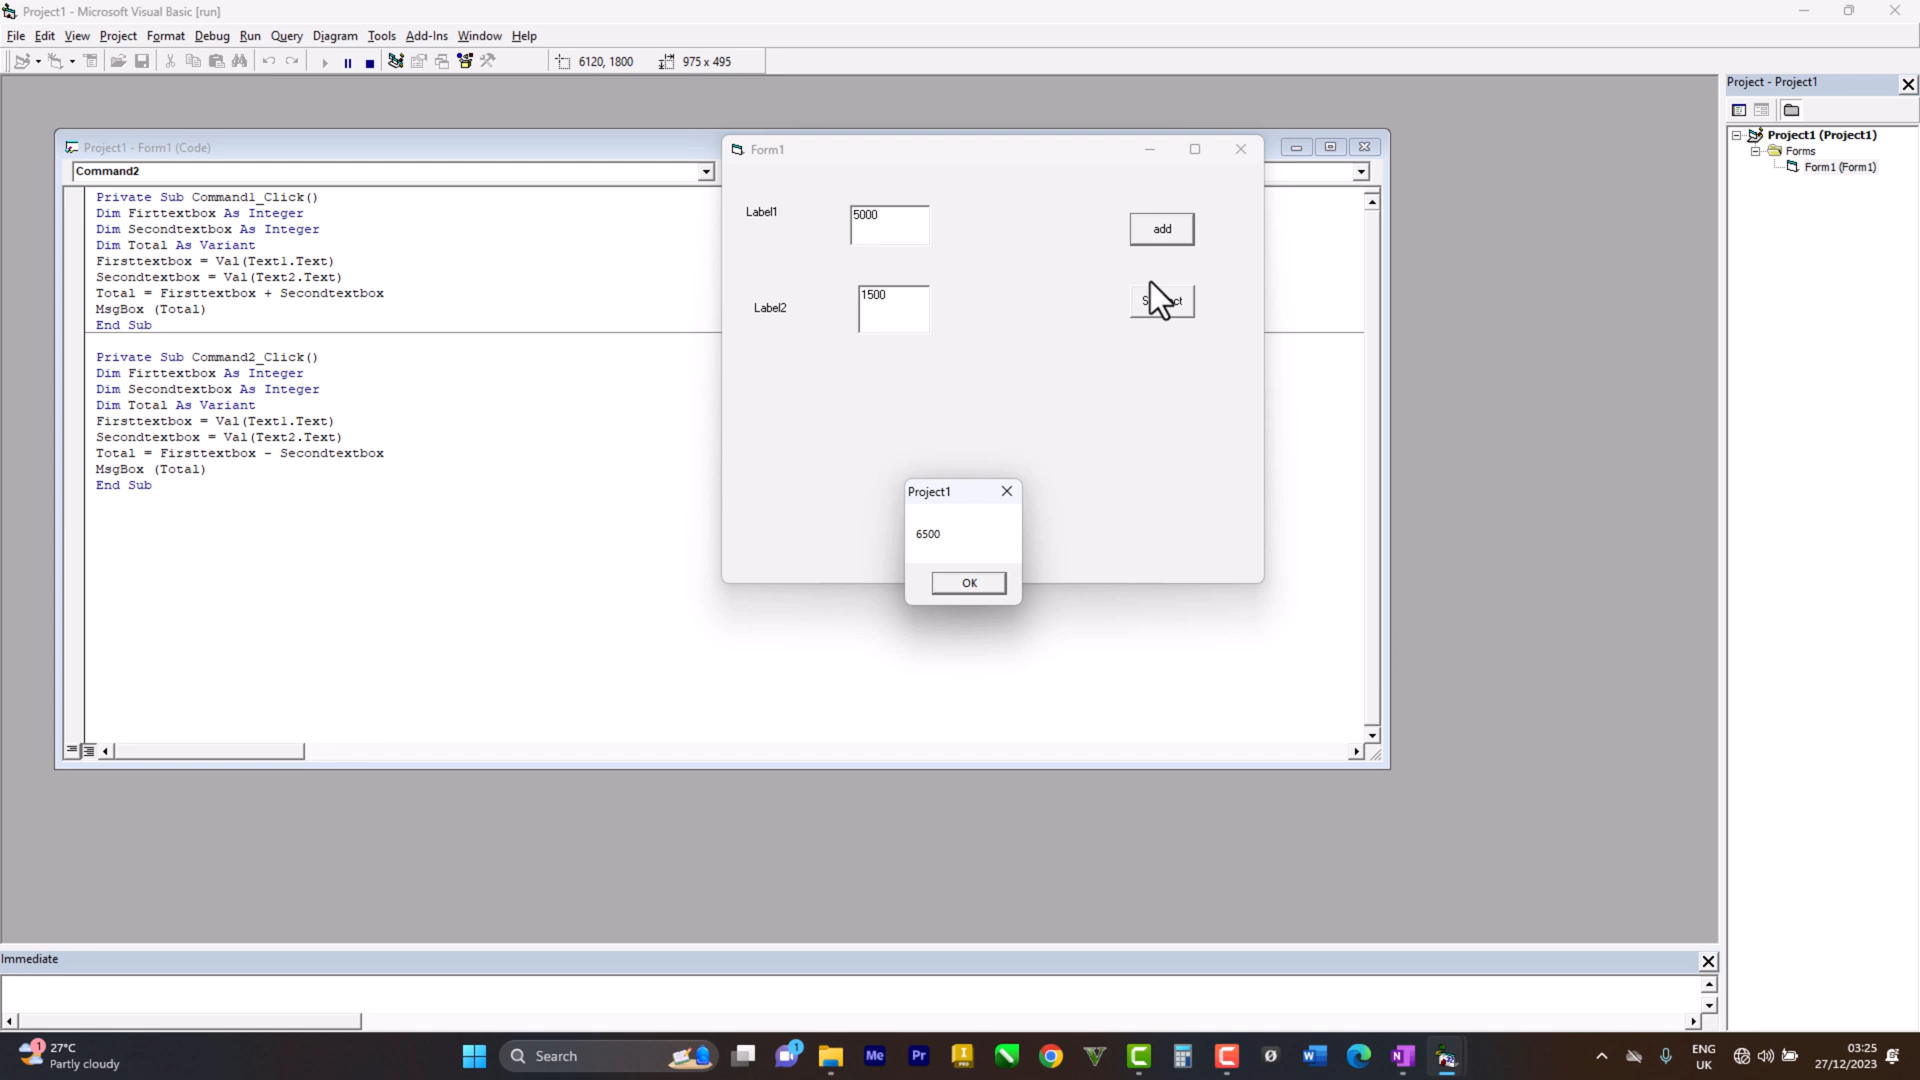 Project1 - Microsoft Visual Basic [run]
File Edit View Project Format Debug Run Query Diagram Tools Add-Ins Window Help
6120, 1800 975 x 495
Project - Project1
Project1 (Project1)
Forms
Form1 (Form1)
Project1 - Form1 (Code)
Command2
Private Sub Command1_Click()
Dim Firttextbox As Integer
Dim Secondtextbox As Integer
Dim Total As Variant
Firsttextbox = Val(Text1.Text)
Secondtextbox = Val(Text2.Text)
Total = Firsttextbox + Secondtextbox
MsgBox (Total)
End Sub
Private Sub Command2_Click()
Dim Firttextbox As Integer
Dim Secondtextbox As Integer
Dim Total As Variant
Firsttextbox = Val(Text1.Text)
Secondtextbox = Val(Text2.Text)
Total = Firsttextbox - Secondtextbox
MsgBox (Total)
End Sub
Form1
Label1 5000 add
Label2 1500
Project1
6500
OK
Immediate
27°C
Partly cloudy
Search
Me Pr
ENG
UK
03:25
27/12/2023